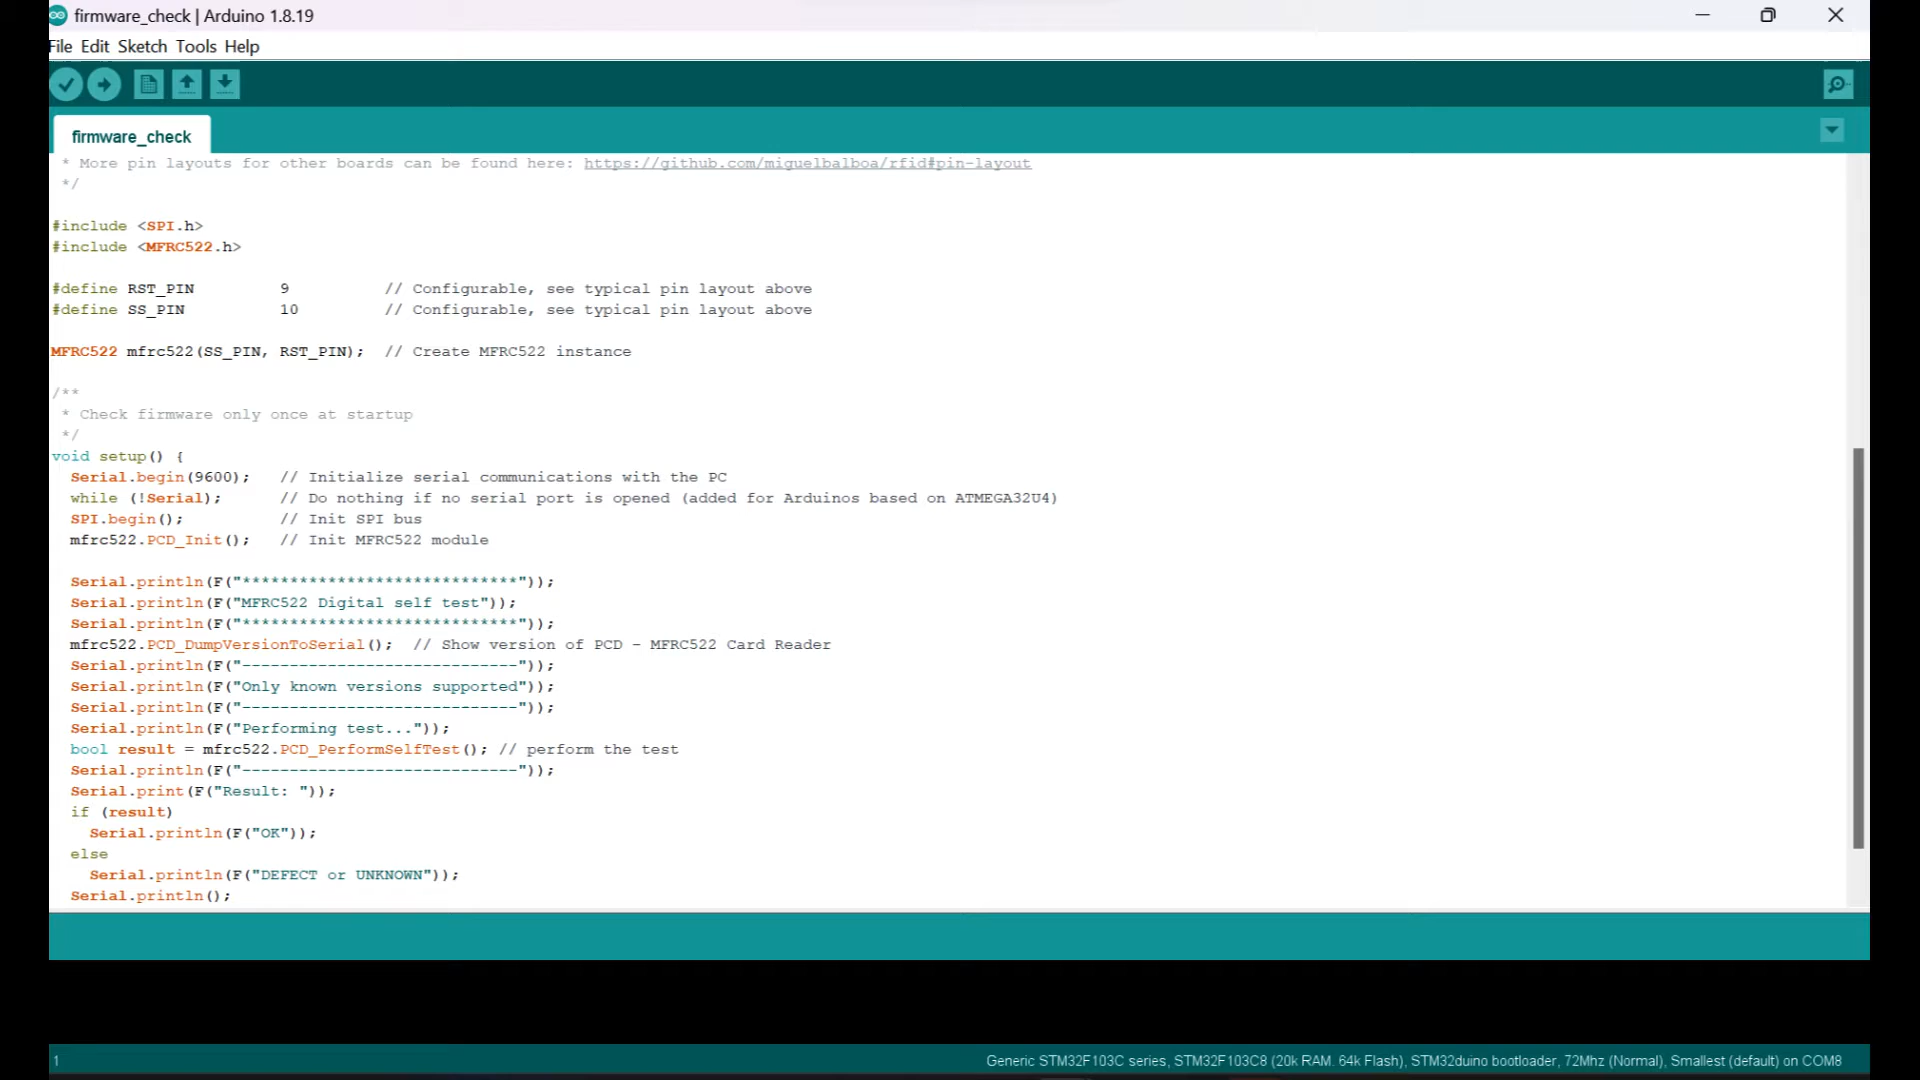 firmware_check | Arduino 1.8.19
File Edit Sketch Tools Help
firmware_check
* More pin layouts for other boards can be found here: https://github.com/miguelbalboa/rfid#pin-layout
*/
#include <SPI.h>
#include <MFRC522.h>
#define RST_PIN         9          // Configurable, see typical pin layout above
#define SS_PIN          10         // Configurable, see typical pin layout above
MFRC522 mfrc522(SS_PIN, RST_PIN);  // Create MFRC522 instance
/**
* Check firmware only once at startup
*/
void setup() {
Serial.begin(9600);   // Initialize serial communications with the PC
while (!Serial);      // Do nothing if no serial port is opened (added for Arduinos based on ATMEGA32U4)
SPI.begin();          // Init SPI bus
mfrc522.PCD_Init();   // Init MFRC522 module
Serial.println(F("*****************************"));
Serial.println(F("MFRC522 Digital self test"));
Serial.println(F("*****************************"));
mfrc522.PCD_DumpVersionToSerial();  // Show version of PCD - MFRC522 Card Reader
Serial.println(F("-----------------------------"));
Serial.println(F("Only known versions supported"));
Serial.println(F("-----------------------------"));
Serial.println(F("Performing test..."));
bool result = mfrc522.PCD_PerformSelfTest(); // perform the test
Serial.println(F("-----------------------------"));
Serial.print(F("Result: "));
if (result)
Serial.println(F("OK"));
else
Serial.println(F("DEFECT or UNKNOWN"));
Serial.println();
1
Generic STM32F103C series, STM32F103C8 (20k RAM. 64k Flash), STM32duino bootloader, 72Mhz (Normal), Smallest (default) on COM8